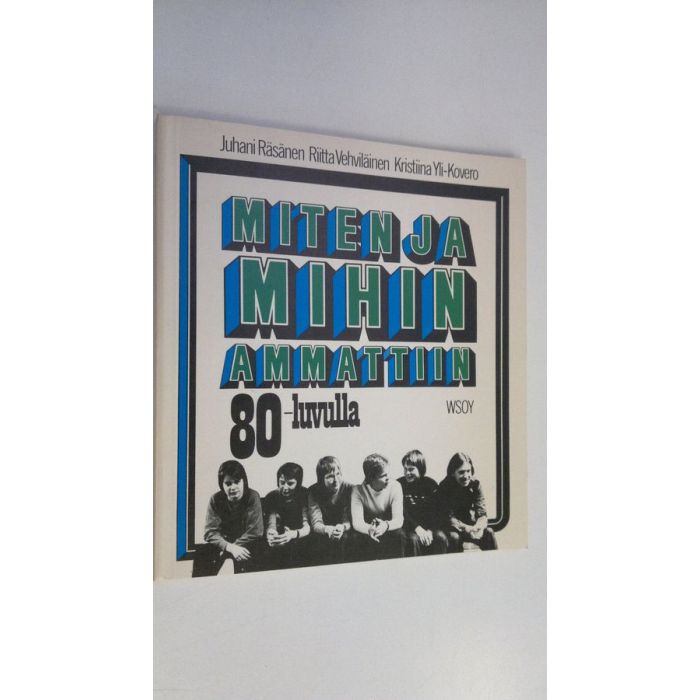 Juhani Räsänen Riitta Vehviläinen Kristiina Yli-Kovero
MITEN JA
MIHIN
AMMATTIIN
80-luvulla
WSOY